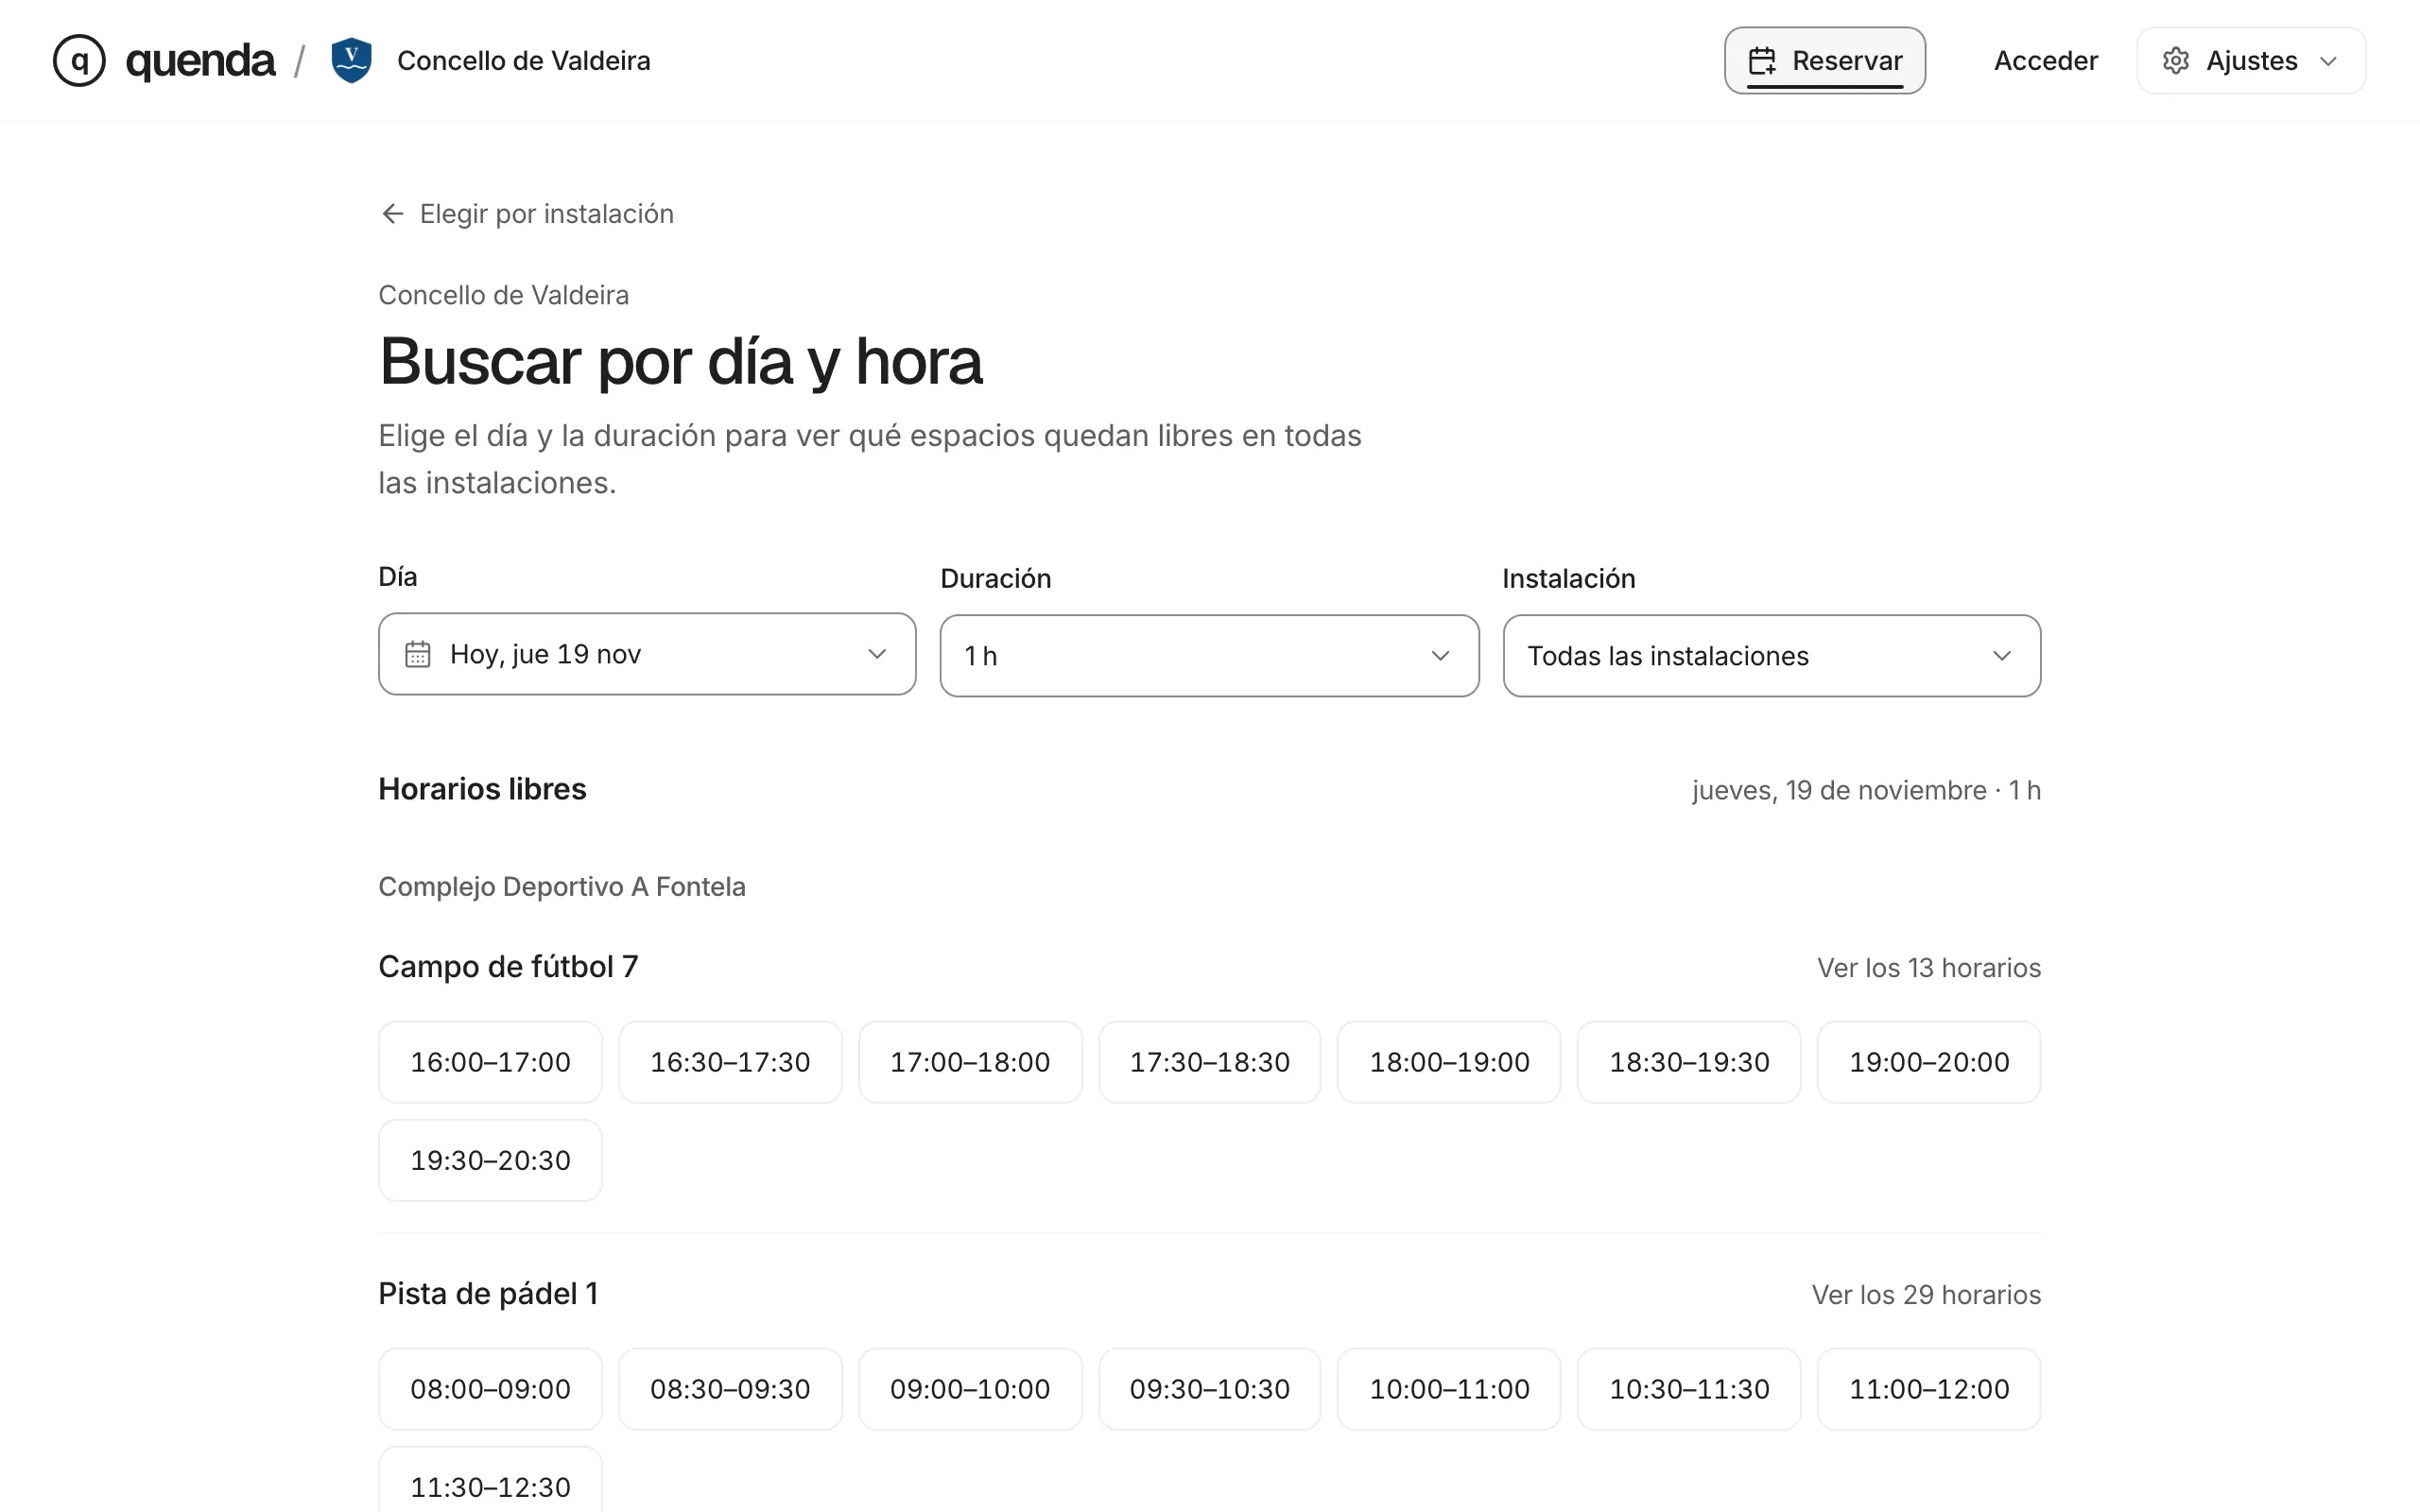 q quenda / V Concello de Valdeira Reservar Acceder Ajustes
Elegir por instalación
Concello de Valdeira
Buscar por día y hora
Elige el día y la duración para ver qué espacios quedan libres en todas
las instalaciones.
Día Duración Instalación
Hoy, jue 19 nov 1 h Todas las instalaciones
Horarios libres jueves, 19 de noviembre · 1 h
Complejo Deportivo A Fontela
Campo de fútbol 7 Ver los 13 horarios
16:00–17:00 16:30–17:30 17:00–18:00 17:30–18:30 18:00–19:00 18:30–19:30 19:00–20:00
19:30–20:30
Pista de pádel 1 Ver los 29 horarios
08:00–09:00 08:30–09:30 09:00–10:00 09:30–10:30 10:00–11:00 10:30–11:30 11:00–12:00
11:30–12:30